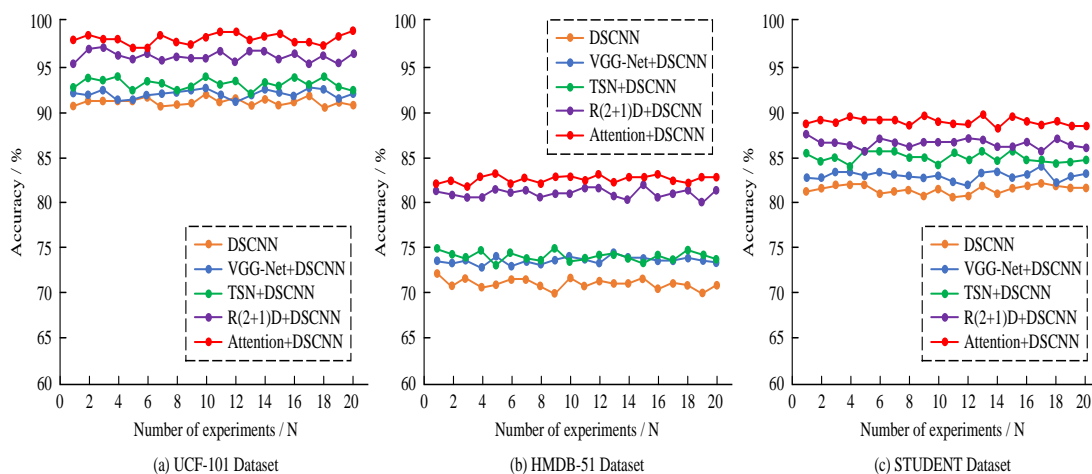 100
95
90
85
80
75
70
65
60
Accuracy / %
DSCNN
VGG-Net+DSCNN
TSN+DSCNN
R(2+1)D+DSCNN
Attention+DSCNN
0 2 4 6 8 10 12 14 16 18 20
Number of experiments / N
(a) UCF-101 Dataset
100
95
90
85
80
75
70
65
60
Accuracy / %
DSCNN
VGG-Net+DSCNN
TSN+DSCNN
R(2+1)D+DSCNN
Attention+DSCNN
0 2 4 6 8 10 12 14 16 18 20
Number of experiments / N
(b) HMDB-51 Dataset
100
95
90
85
80
75
70
65
60
Accuracy / %
DSCNN
VGG-Net+DSCNN
TSN+DSCNN
R(2+1)D+DSCNN
Attention+DSCNN
0 2 4 6 8 10 12 14 16 18 20
Number of experiments / N
(c) STUDENT Dataset